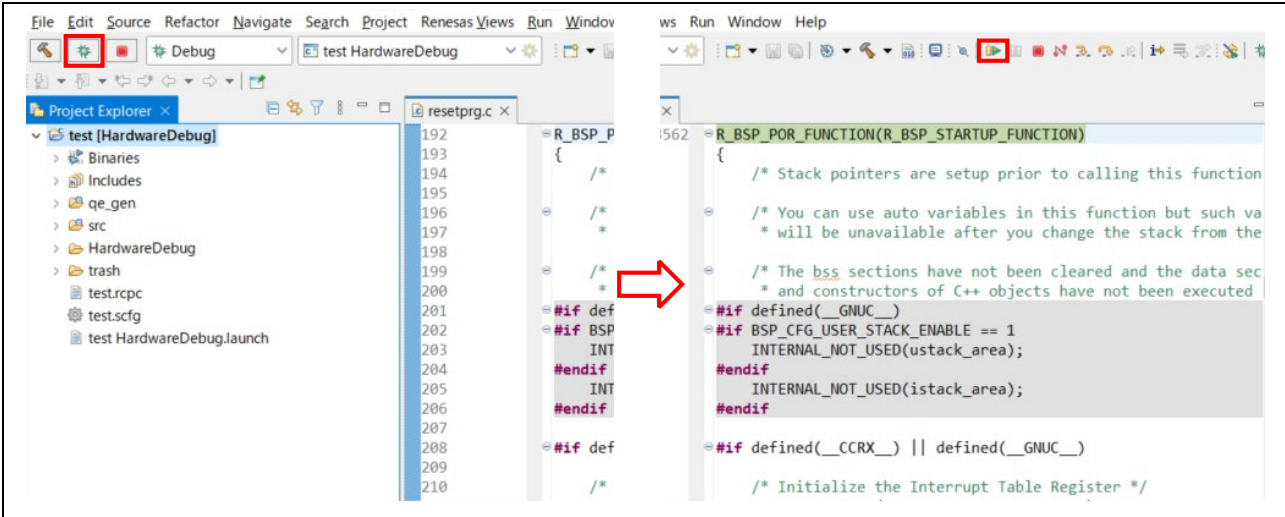 File Edit Source Refactor Navigate Search Project Renesas Views Run Window
Debug
test HardwareDebug
Project Explorer
test [HardwareDebug]
Binaries
Includes
qe_gen
src
HardwareDebug
trash
test.rcpc
test.scfg
test HardwareDebug.launch
resetprg.c
192 R_BSP_P
193 {
194 /*
195
196 /*
197 *
198
199 /*
200 *
201 #if def
202 #if BSP
203 INT
204 #endif
205 INT
206 #endif
207
208 #if def
209
210 /*
ws Run Window Help
3562 R_BSP_POR_FUNCTION(R_BSP_STARTUP_FUNCTION)
{
/* Stack pointers are setup prior to calling this function
/* You can use auto variables in this function but such va
* will be unavailable after you change the stack from the
/* The bss sections have not been cleared and the data sec
* and constructors of C++ objects have not been executed
#if defined(__GNUC__)
#if BSP_CFG_USER_STACK_ENABLE == 1
INTERNAL_NOT_USED(ustack_area);
#endif
INTERNAL_NOT_USED(istack_area);
#endif
#if defined(__CCRX__) || defined(__GNUC__)
/* Initialize the Interrupt Table Register */